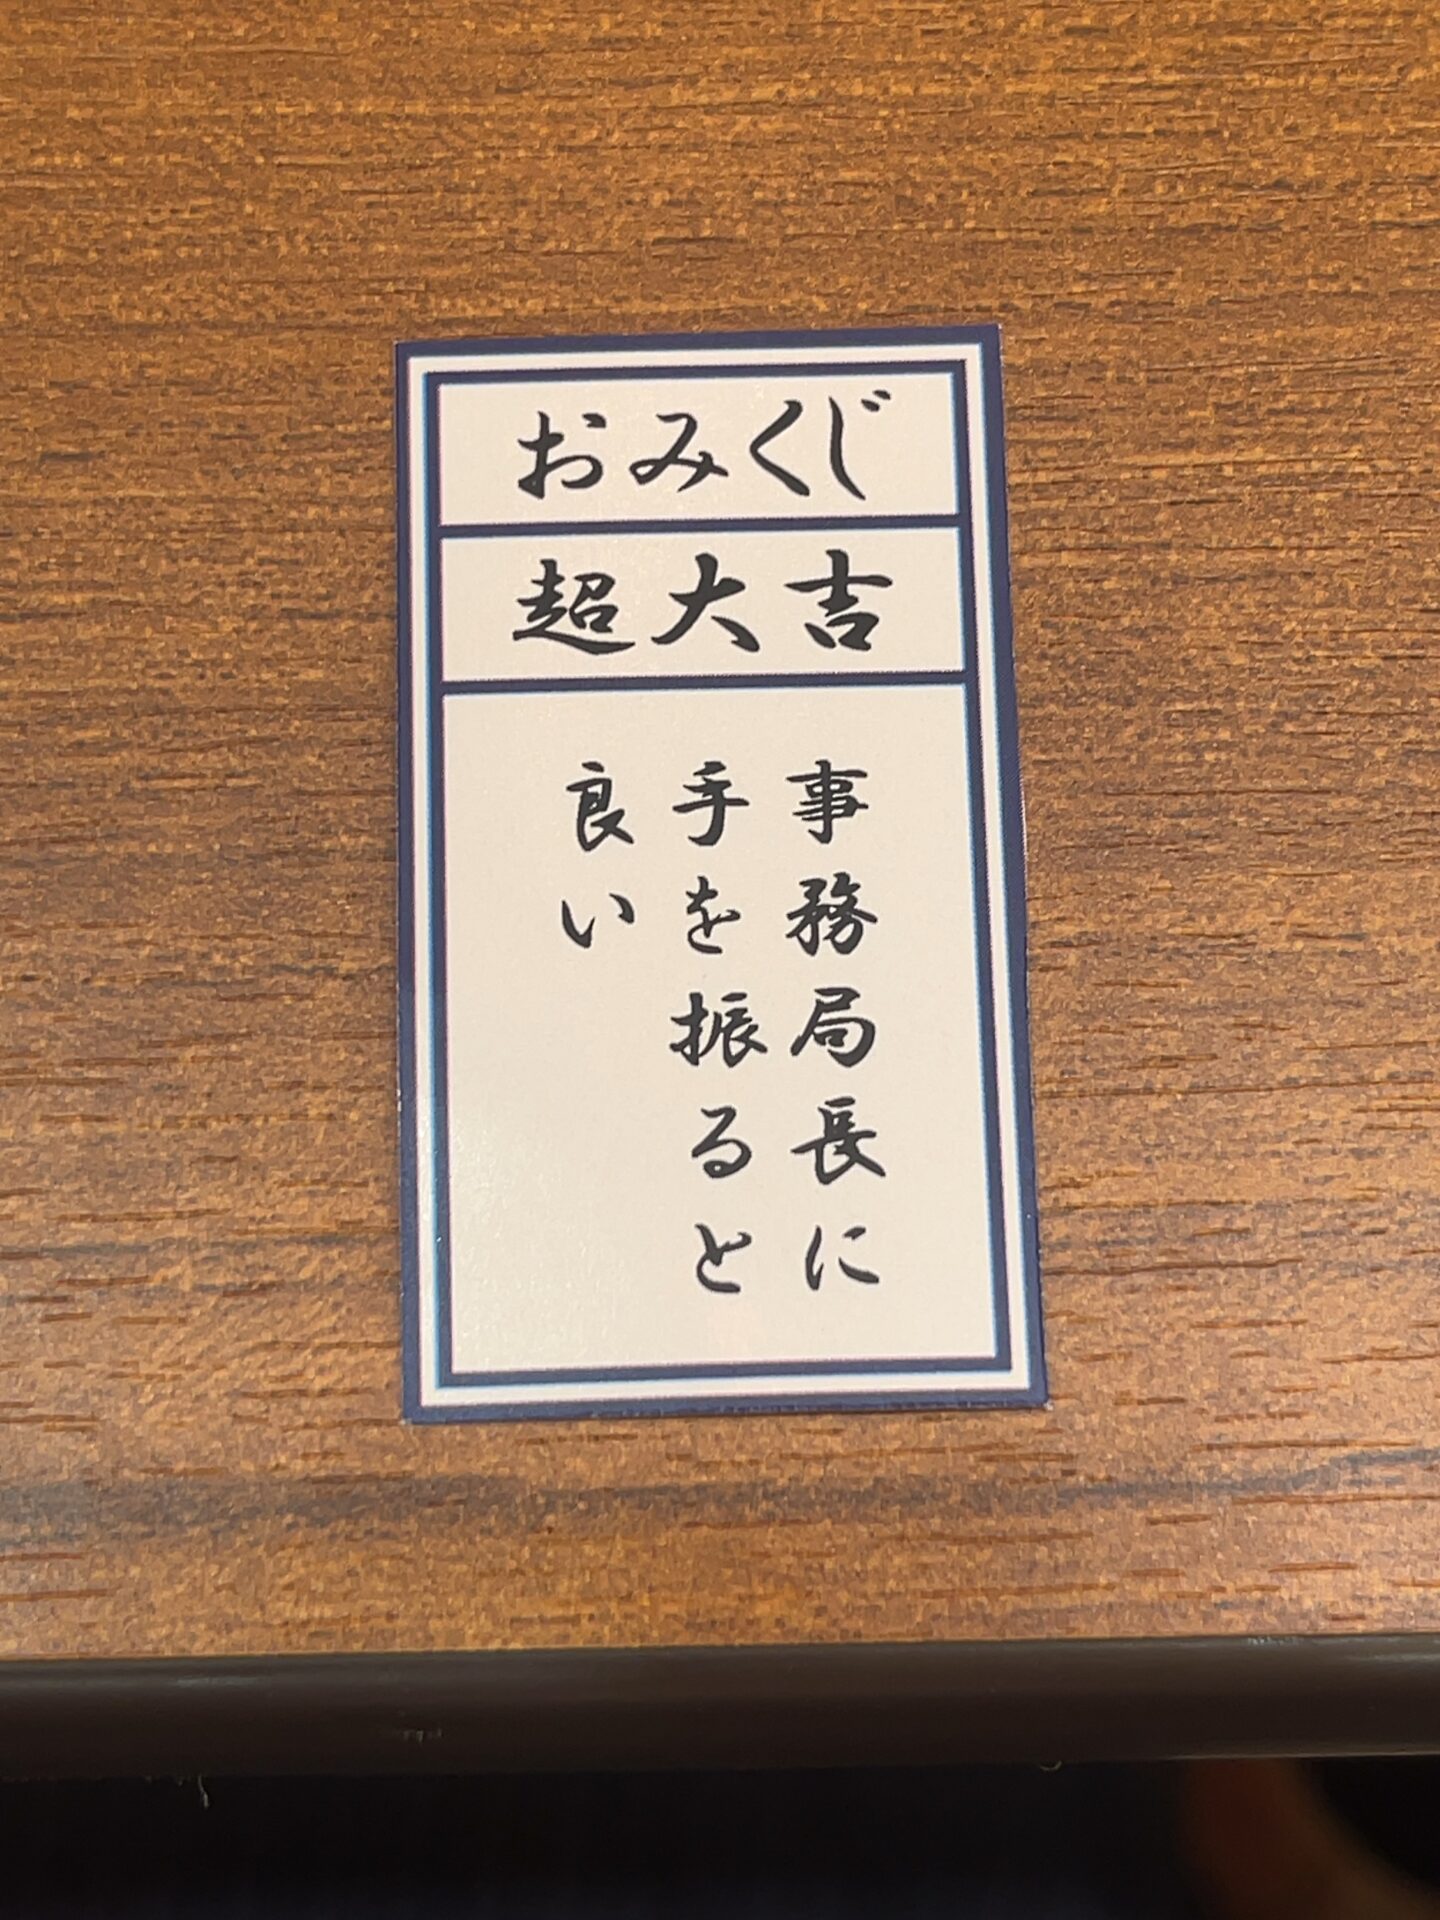 おみくじ
超大吉
事務局長に
手を振ると
良い